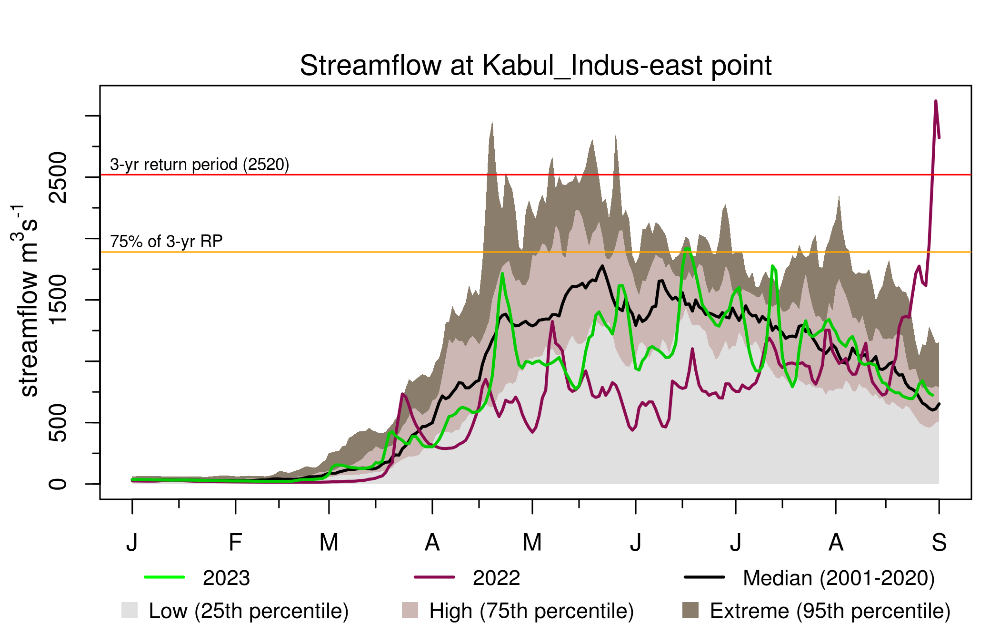 Streamflow at Kabul_Indus-east point
streamflow m³s⁻¹
2500
1500
500
0
3-yr return period (2520)
75% of 3-yr RP
J F M A M J J A S
2023 2022 Median (2001-2020)
Low (25th percentile) High (75th percentile) Extreme (95th percentile)